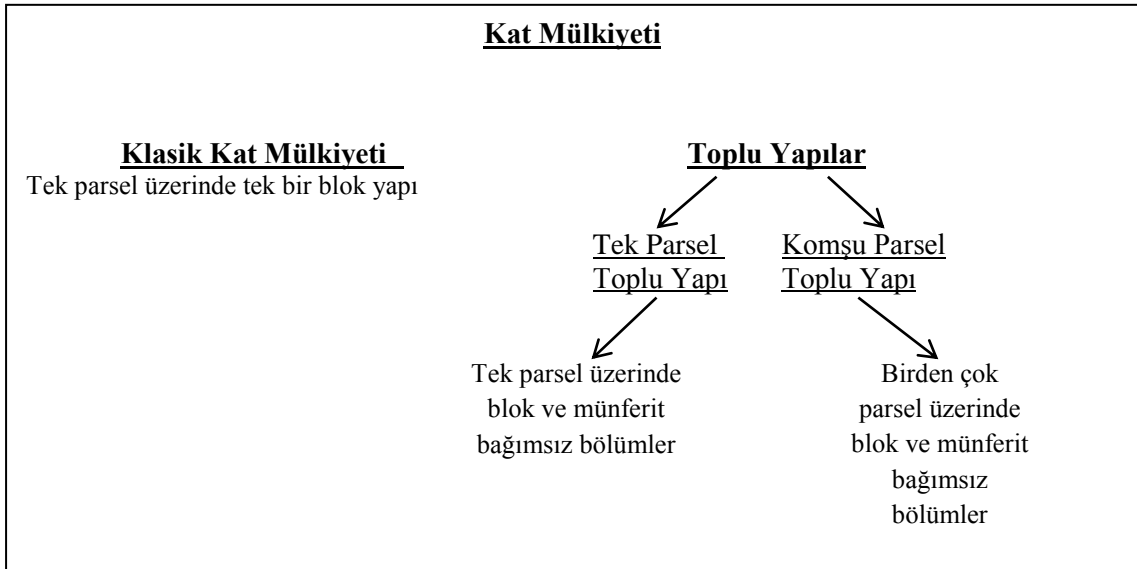 Kat Mülkiyeti
Klasik Kat Mülkiyeti
Tek parsel üzerinde tek bir blok yapı
Toplu Yapılar
Tek Parsel
Toplu Yapı
Komşu Parsel
Toplu Yapı
Tek parsel üzerinde
blok ve münferit
bağımsız bölümler
Birden çok
parsel üzerinde
blok ve münferit
bağımsız
bölümler